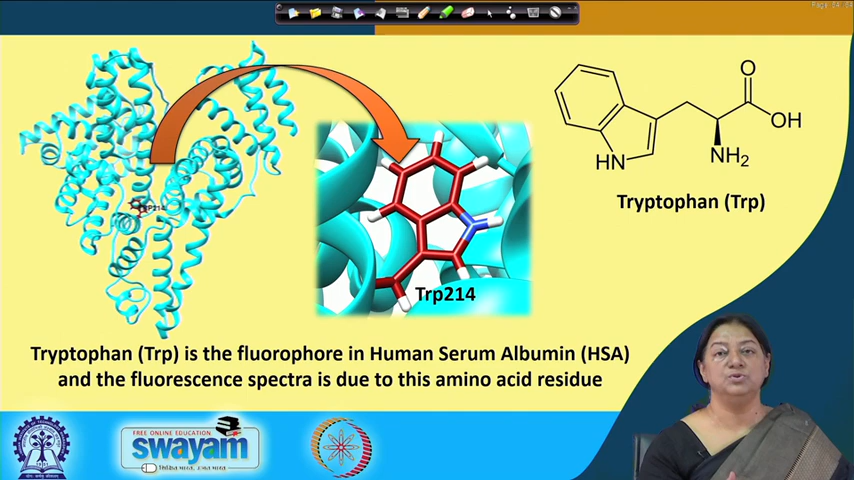 O
OH
HN
NH2
Tryptophan (Trp)
Trp214
Tryptophan (Trp) is the fluorophore in Human Serum Albumin (HSA)
and the fluorescence spectra is due to this amino acid residue
FREE ONLINE EDUCATION
swayam